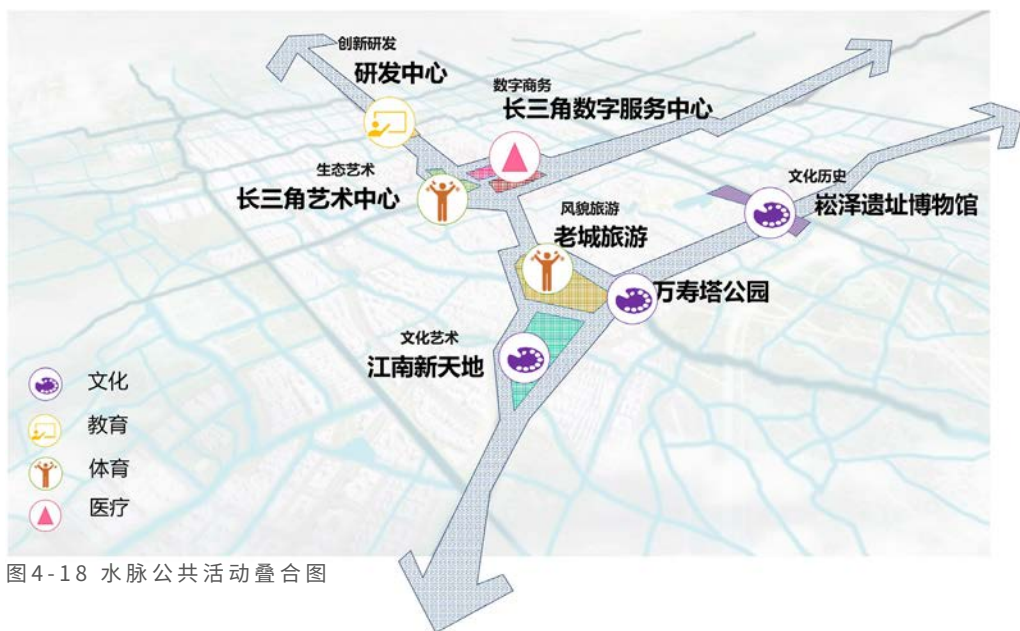 创新研发
研发中心
数字商务
长三角数字服务中心
生态艺术
长三角艺术中心
文化历史
崧泽遗址博物馆
风貌旅游
老城旅游
万寿塔公园
文化艺术
江南新天地
文化
教育
体育
医疗
图4-18 水脉公共活动叠合图